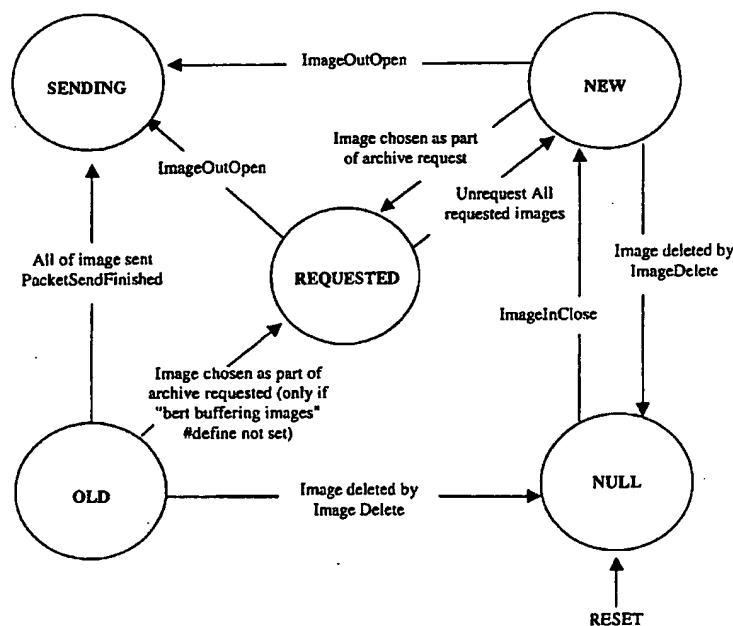 ImageOutOpen
SENDING
NEW
Image chosen as part
of archive request
ImageOutOpen
Unrequest All
requested images
All of image sent
PacketSendFinished
REQUESTED
Image deleted by
ImageDelete
ImageInClose
Image chosen as part of
archive requested (only if
"bert buffering images"
#define not set)
OLD
Image deleted by
Image Delete
NULL
RESET